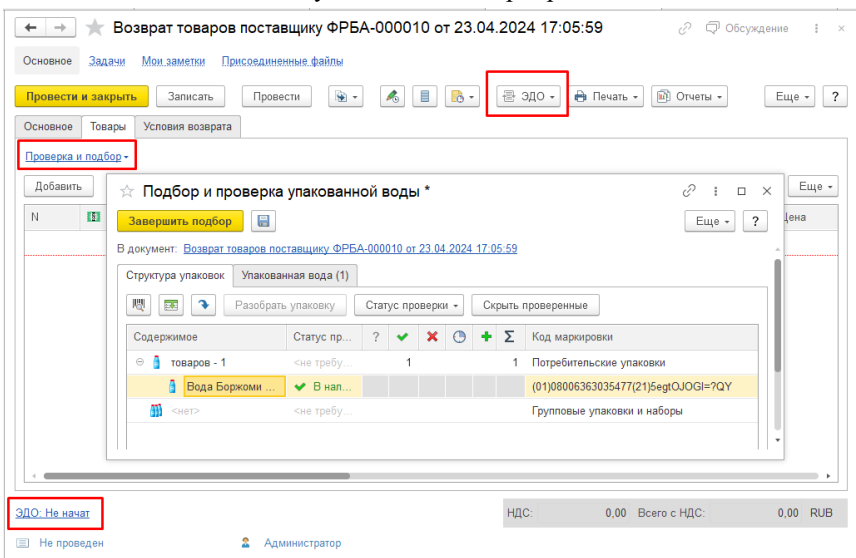 Возврат товаров поставщику ФРБА-000010 от 23.04.2024 17:05:59 Обсуждение
Основное Задачи Мои заметки Присоединенные файлы
Провести и закрыть Записать Провести ЭДО Печать Отчеты Еще ?
Основное Товары Условия возврата
Проверка и подбор
Добавить Еще
N Цена
Подбор и проверка упакованной воды *
Завершить подбор Еще ?
В документ: Возврат товаров поставщику ФРБА-000010 от 23.04.2024 17:05:59
Структура упаковок Упакованная вода (1)
Разобрать упаковку Статус проверки Скрыть проверенные
Содержимое Статус пр... ? Σ Код маркировки
товаров - 1 <не требу... 1 1 Потребительские упаковки
Вода Боржоми ... В нал... (01)08006363035477(21)5egtOJOGI=?QY
<нет> <не требу... Групповые упаковки и наборы
ЭДО: Не начат НДС: 0,00 Всего с НДС: 0,00 RUB
Не проведен Администратор